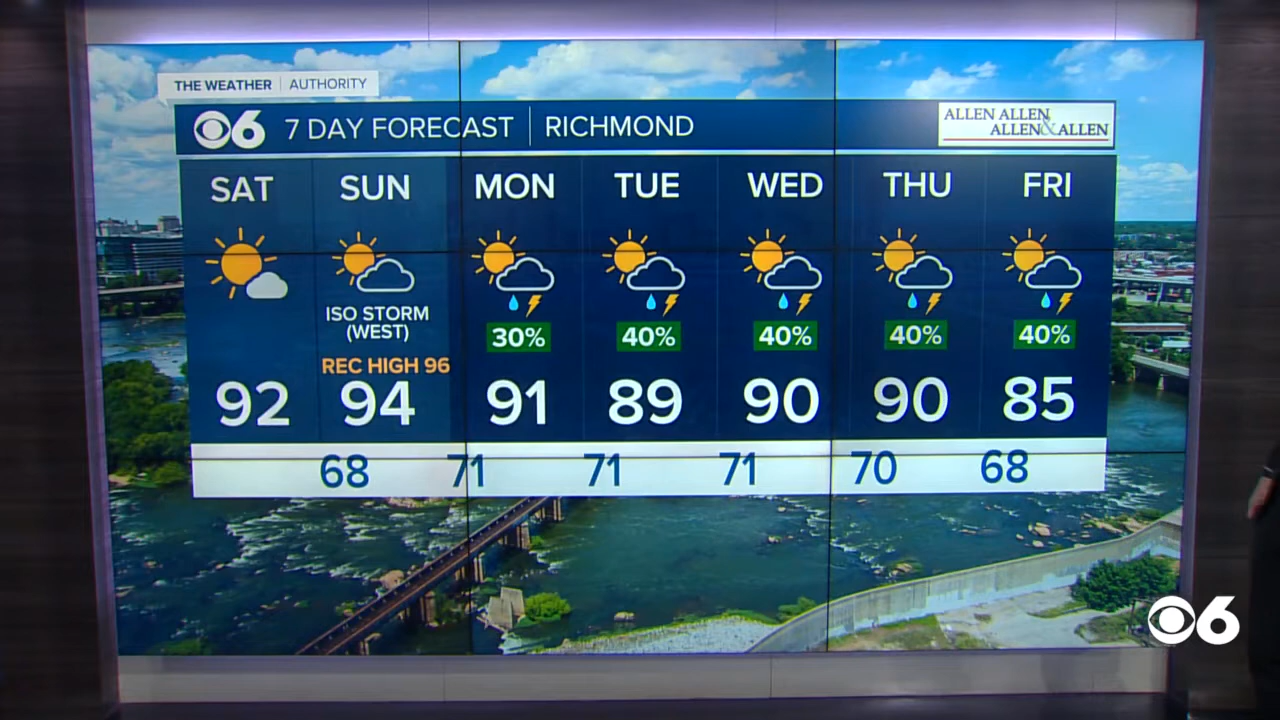 THE WEATHER AUTHORITY
6 7 DAY FORECAST RICHMOND
ALLEN ALLEN
ALLEN & ALLEN
SAT SUN MON TUE WED THU FRI
ISO STORM
(WEST)
30% 40% 40% 40% 40%
REC HIGH 96
92 94 91 89 90 90 85
68 71 71 71 70 68
6